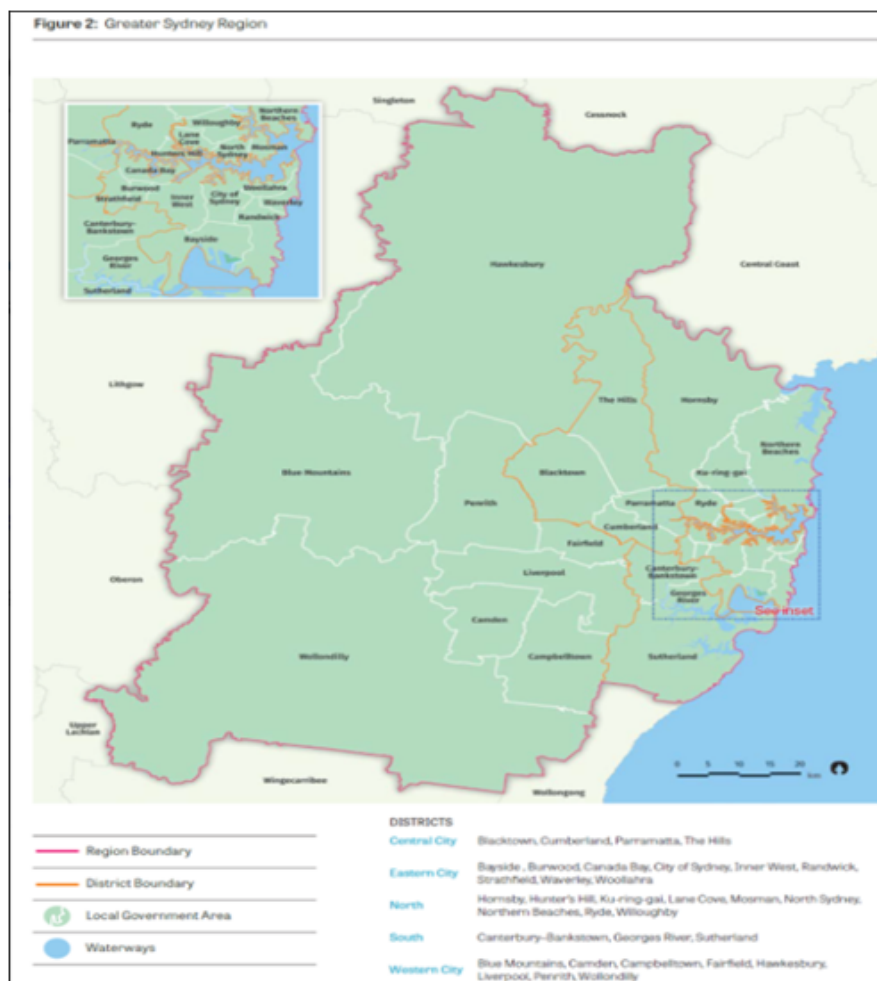 Figure 2: Greater Sydney Region
Singleton
Cessnock
Northern
Beaches
Ryde
Willoughby
Lane
Cove
Parramatta
North
Sydney
Mosman
Hunters Hill
Canada Bay
Burwood
Strathfield
Inner
West
City of
Sydney
Woollahra
Waverley
Randwick
Canterbury-
Bankstown
Bayside
Georges
River
Sutherland
Hawkesbury
Central Coast
Lithgow
The Hills
Hornsby
Northern
Beaches
Blue Mountains
Penrith
Blacktown
Ku-ring-gai
Parramatta
Ryde
Cumberland
Fairfield
Oberon
Liverpool
Canterbury-
Bankstown
Georges
River
See inset
Camden
Wollondilly
Campbelltown
Sutherland
Upper
Lachlan
Wingecarribee
Wollongong
0 5 10 15 20
km
Region Boundary
District Boundary
Local Government Area
Waterways
DISTRICTS
Central City Blacktown, Cumberland, Parramatta, The Hills
Eastern City Bayside , Burwood, Canada Bay, City of Sydney, Inner West, Randwick,
Strathfield, Waverley, Woollahra
North Hornsby, Hunter's Hill, Ku-ring-gai, Lane Cove, Mosman, North Sydney,
Northern Beaches, Ryde, Willoughby
South Canterbury-Bankstown, Georges River, Sutherland
Western City Blue Mountains, Camden, Campbelltown, Fairfield, Hawkesbury,
Liverpool, Penrith, Wollondilly